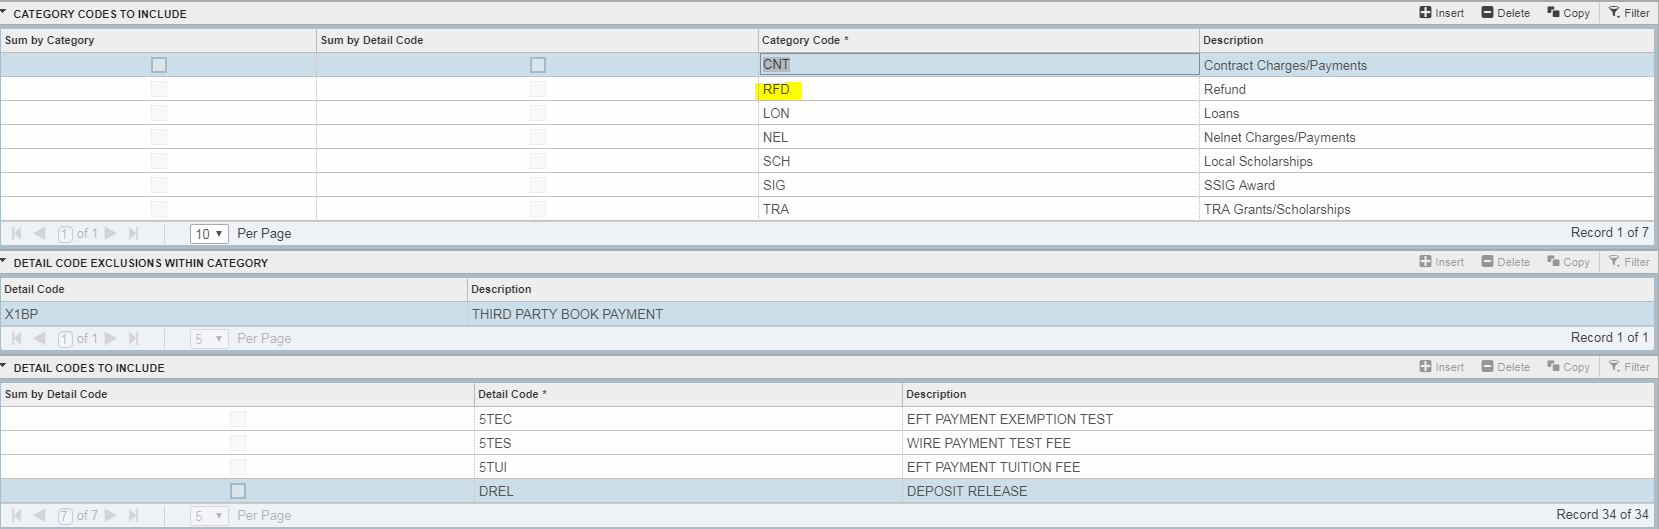 CATEGORY CODES TO INCLUDE Insert Delete Copy Filter
Sum by Category Sum by Detail Code Category Code * Description
CNT Contract Charges/Payments
RFD Refund
LON Loans
NEL Nelnet Charges/Payments
SCH Local Scholarships
SIG SSIG Award
TRA TRA Grants/Scholarships
1 of 1 10 Per Page Record 1 of 7
DETAIL CODE EXCLUSIONS WITHIN CATEGORY Insert Delete Copy Filter
Detail Code Description
X1BP THIRD PARTY BOOK PAYMENT
1 of 1 5 Per Page Record 1 of 1
DETAIL CODES TO INCLUDE Insert Delete Copy Filter
Sum by Detail Code Detail Code * Description
5TEC EFT PAYMENT EXEMPTION TEST
5TES WIRE PAYMENT TEST FEE
5TUI EFT PAYMENT TUITION FEE
DREL DEPOSIT RELEASE
7 of 7 5 Per Page Record 34 of 34